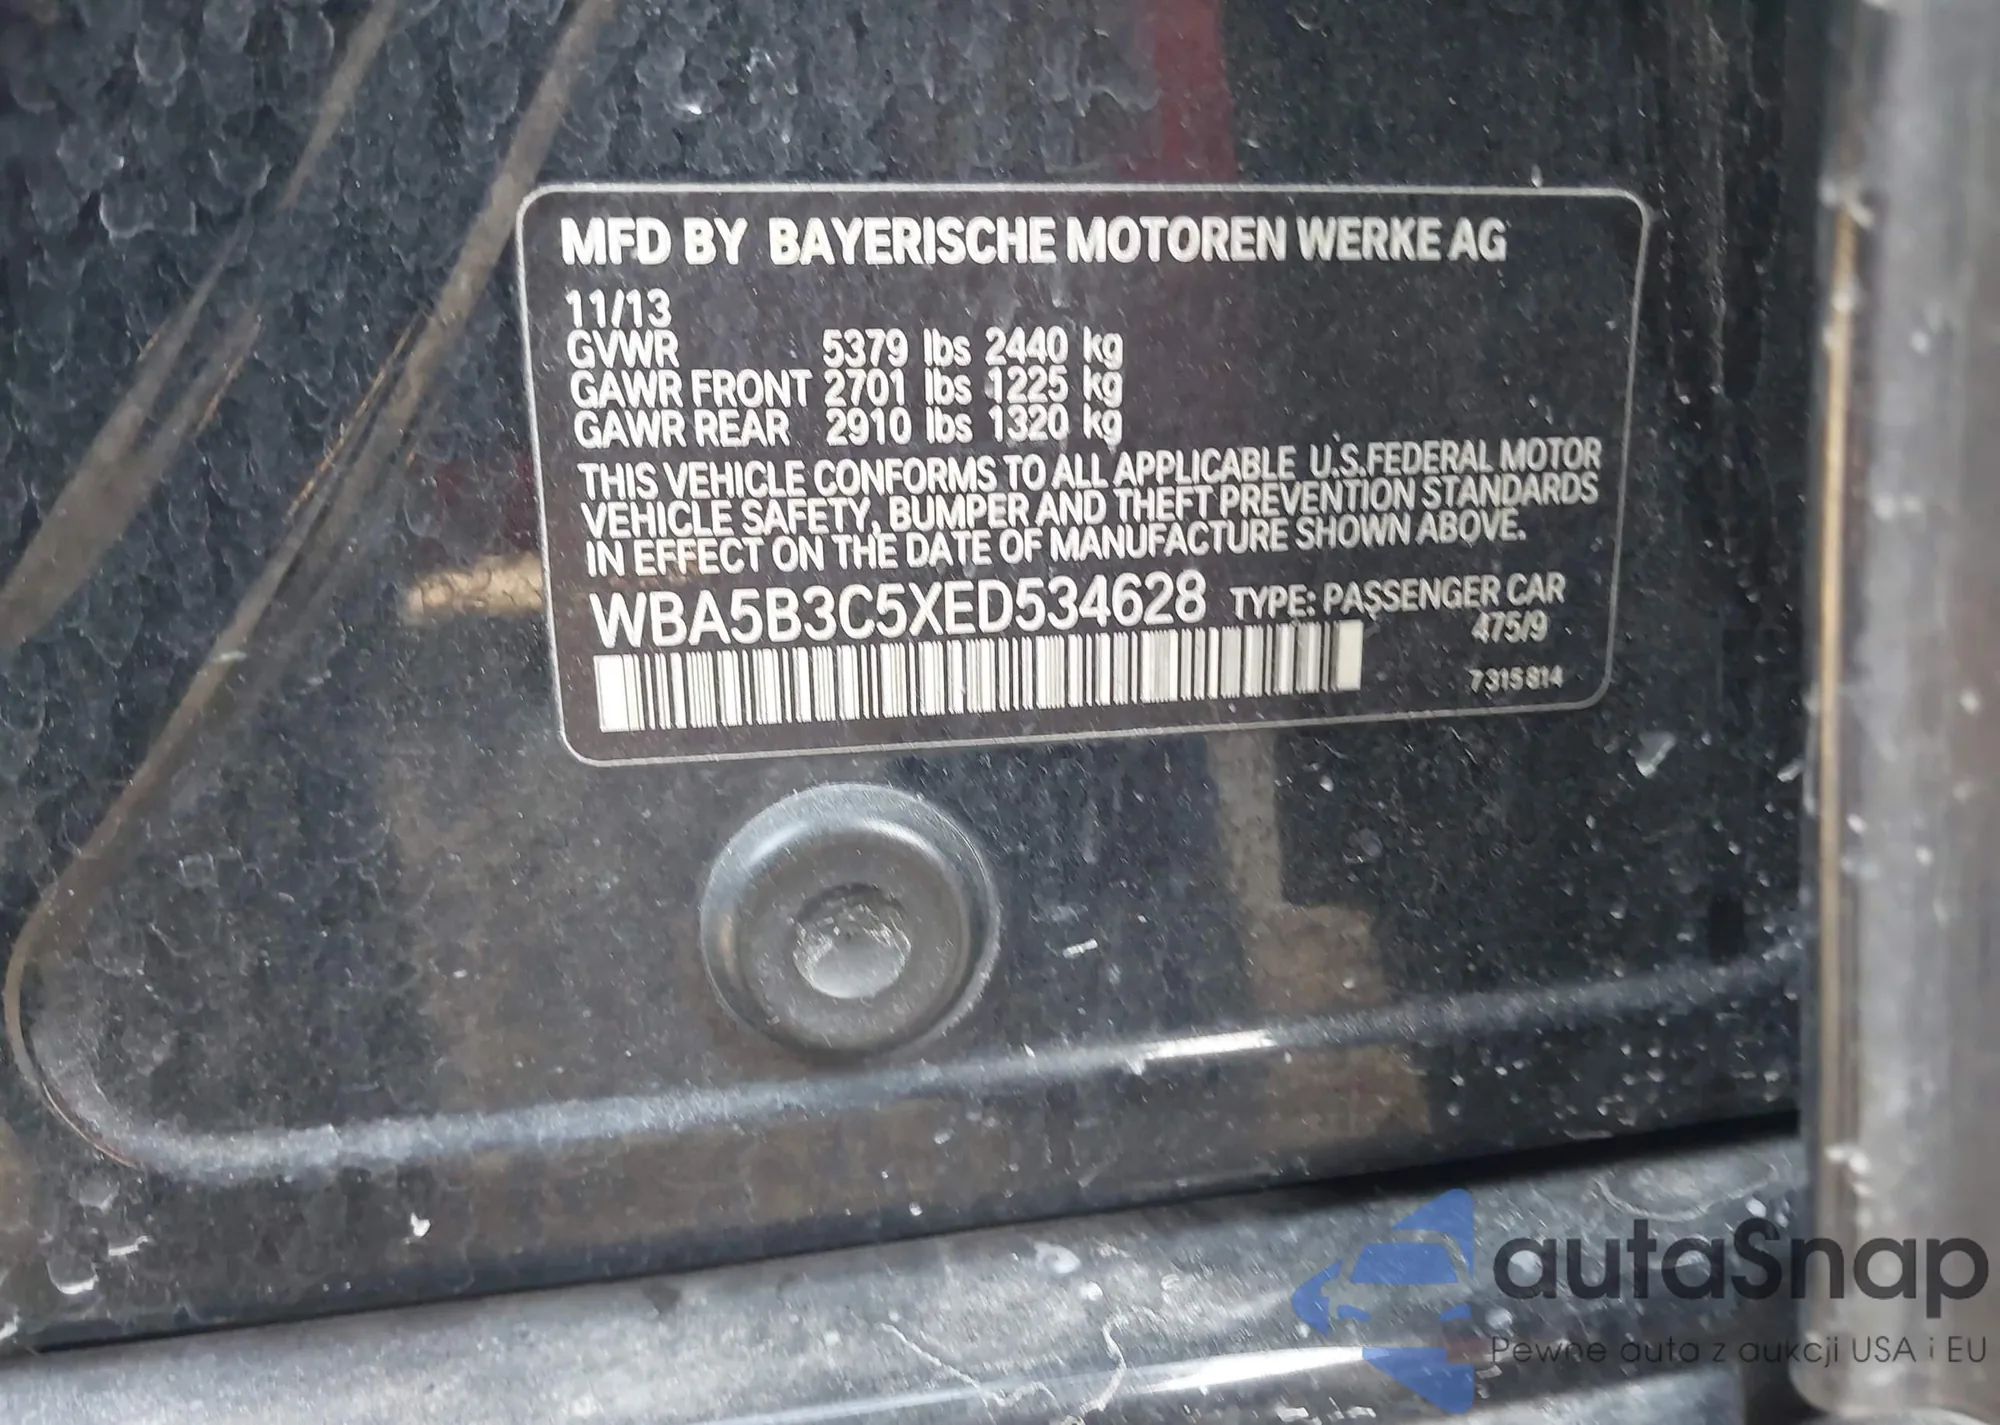 MFD BY BAYERISCHE MOTOREN WERKE AG
11/13
GVWR 5379 lbs 2440 kg
GAWR FRONT 2701 lbs 1225 kg
GAWR REAR 2910 lbs 1320 kg
THIS VEHICLE CONFORMS TO ALL APPLICABLE U.S.FEDERAL MOTOR
VEHICLE SAFETY, BUMPER AND THEFT PREVENTION STANDARDS
IN EFFECT ON THE DATE OF MANUFACTURE SHOWN ABOVE.
WBA5B3C5XED534628 TYPE: PASSENGER CAR
475/9
7 315 814
autaSnap
Pewne auta z aukcji USA i EU